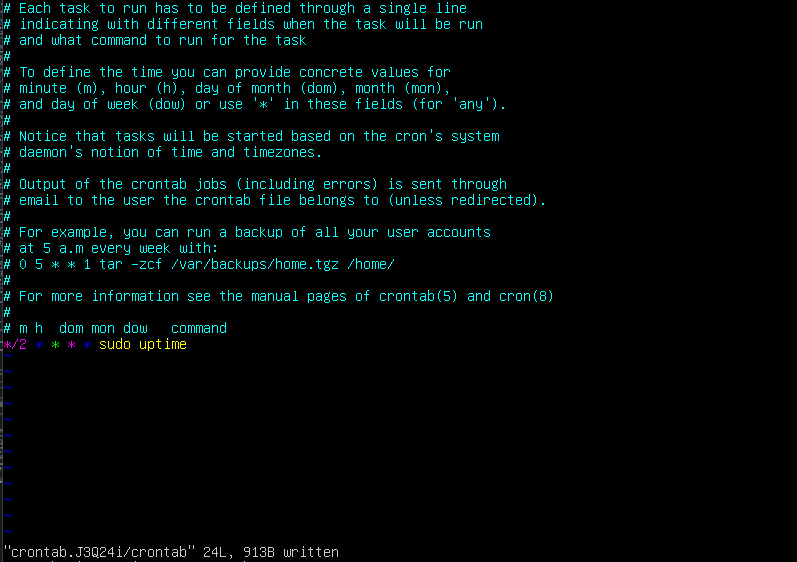 # Each task to run has to be defined through a single line
# indicating with different fields when the task will be run
# and what command to run for the task
#
# To define the time you can provide concrete values for
# minute (m), hour (h), day of month (dom), month (mon),
# and day of week (dow) or use '*' in these fields (for 'any').
#
# Notice that tasks will be started based on the cron's system
# daemon's notion of time and timezones.
#
# Output of the crontab jobs (including errors) is sent through
# email to the user the crontab file belongs to (unless redirected).
#
# For example, you can run a backup of all your user accounts
# at 5 a.m every week with:
# 0 5 * * 1 tar -zcf /var/backups/home.tgz /home/
#
# For more information see the manual pages of crontab(5) and cron(8)
#
# m h  dom mon dow   command
*/2 * * * * sudo uptime
~
~
~
~
~
~
~
~
~
~
~
~
"crontab.J3Q24i/crontab" 24L, 913B written